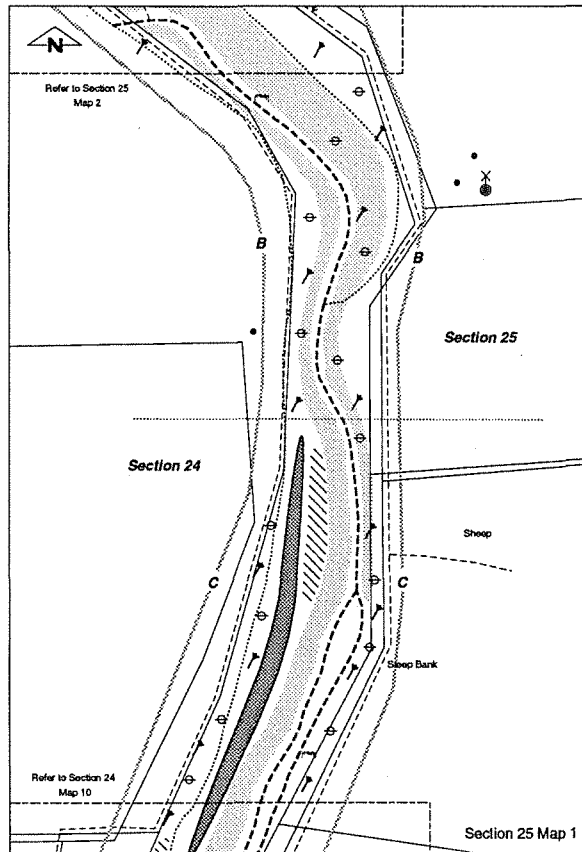 N
Refer to Section 25
Map 2
B
B
Section 25
Section 24
Sheep
C
C
Steep Bank
Refer to Section 24
Map 10
Section 25 Map 1